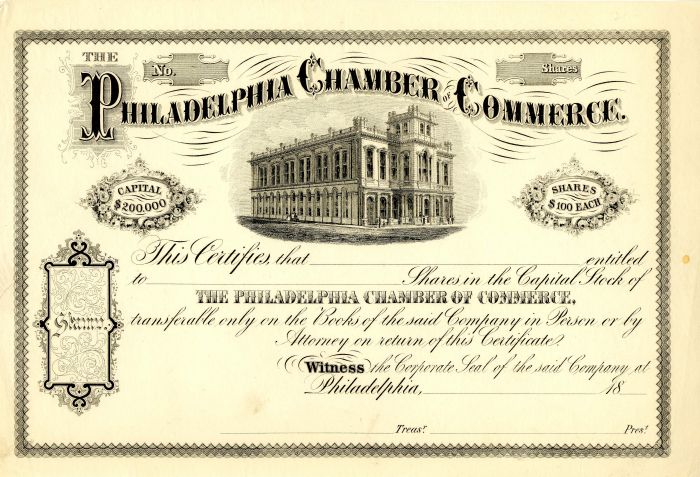 THE
No.
Shares
PHILADELPHIA CHAMBER OF COMMERCE.
CAPITAL
$200,000
SHARES
$100 EACH
This Certifies, that entitled
to Shares in the Capital Stock of
THE PHILADELPHIA CHAMBER OF COMMERCE,
transferable only on the Books of the said Company in Person or by
Attorney on return of this Certificate
Witness the Corporate Seal of the said Company at
Philadelphia, 18
Treasr. Prest.